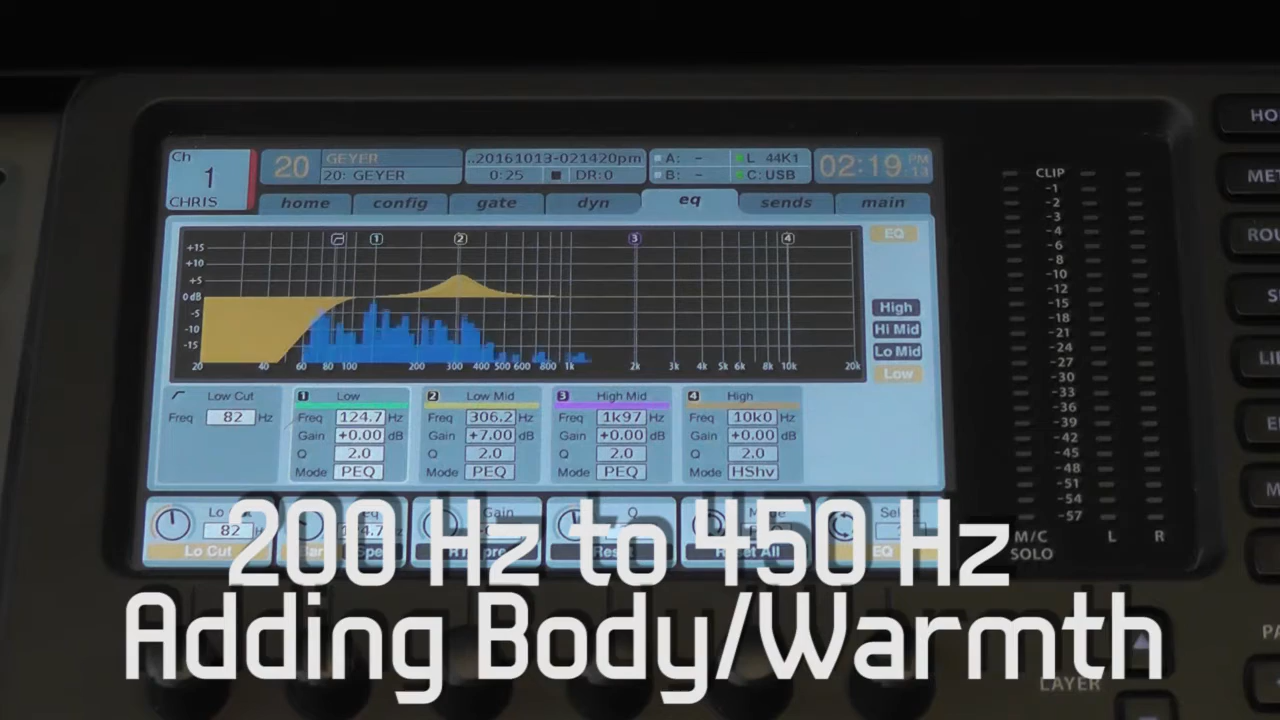 Ch
1
CHRIS
20
GEYER
20: GEYER
..20161013-021420pm
0:25 DR:0
A: - L 44K1
B: - C: USB
02:19 PM
home config gate dyn eq sends main
1 2 3 4
+15
+10
+5
0 dB
-5
-10
-15
20 40 60 80 100 200 300 400 500 600 800 1k 2k 3k 4k 5k 6k 8k 10k 20k
EQ
High
Hi Mid
Lo Mid
Low
Low Cut
Freq 82 Hz
1 Low
Freq 124.7 Hz
Gain +0.00 dB
Q 2.0
Mode PEQ
2 Low Mid
Freq 306.2 Hz
Gain +7.00 dB
Q 2.0
Mode PEQ
3 High Mid
Freq 1k97 Hz
Gain +0.00 dB
Q 2.0
Mode PEQ
4 High
Freq 10k0 Hz
Gain +0.00 dB
Q 2.0
Mode HShv
82
Gain
Q
Lo Cut
EQ
200 Hz to 450 Hz
Adding Body/Warmth
CLIP
-1
-2
-3
-4
-6
-8
-10
-12
-15
-18
-21
-24
-27
-30
-33
-36
-39
-42
-45
-48
-51
-54
-57
M/C
SOLO
L R
HO
MET
ROU
LAYER
PA